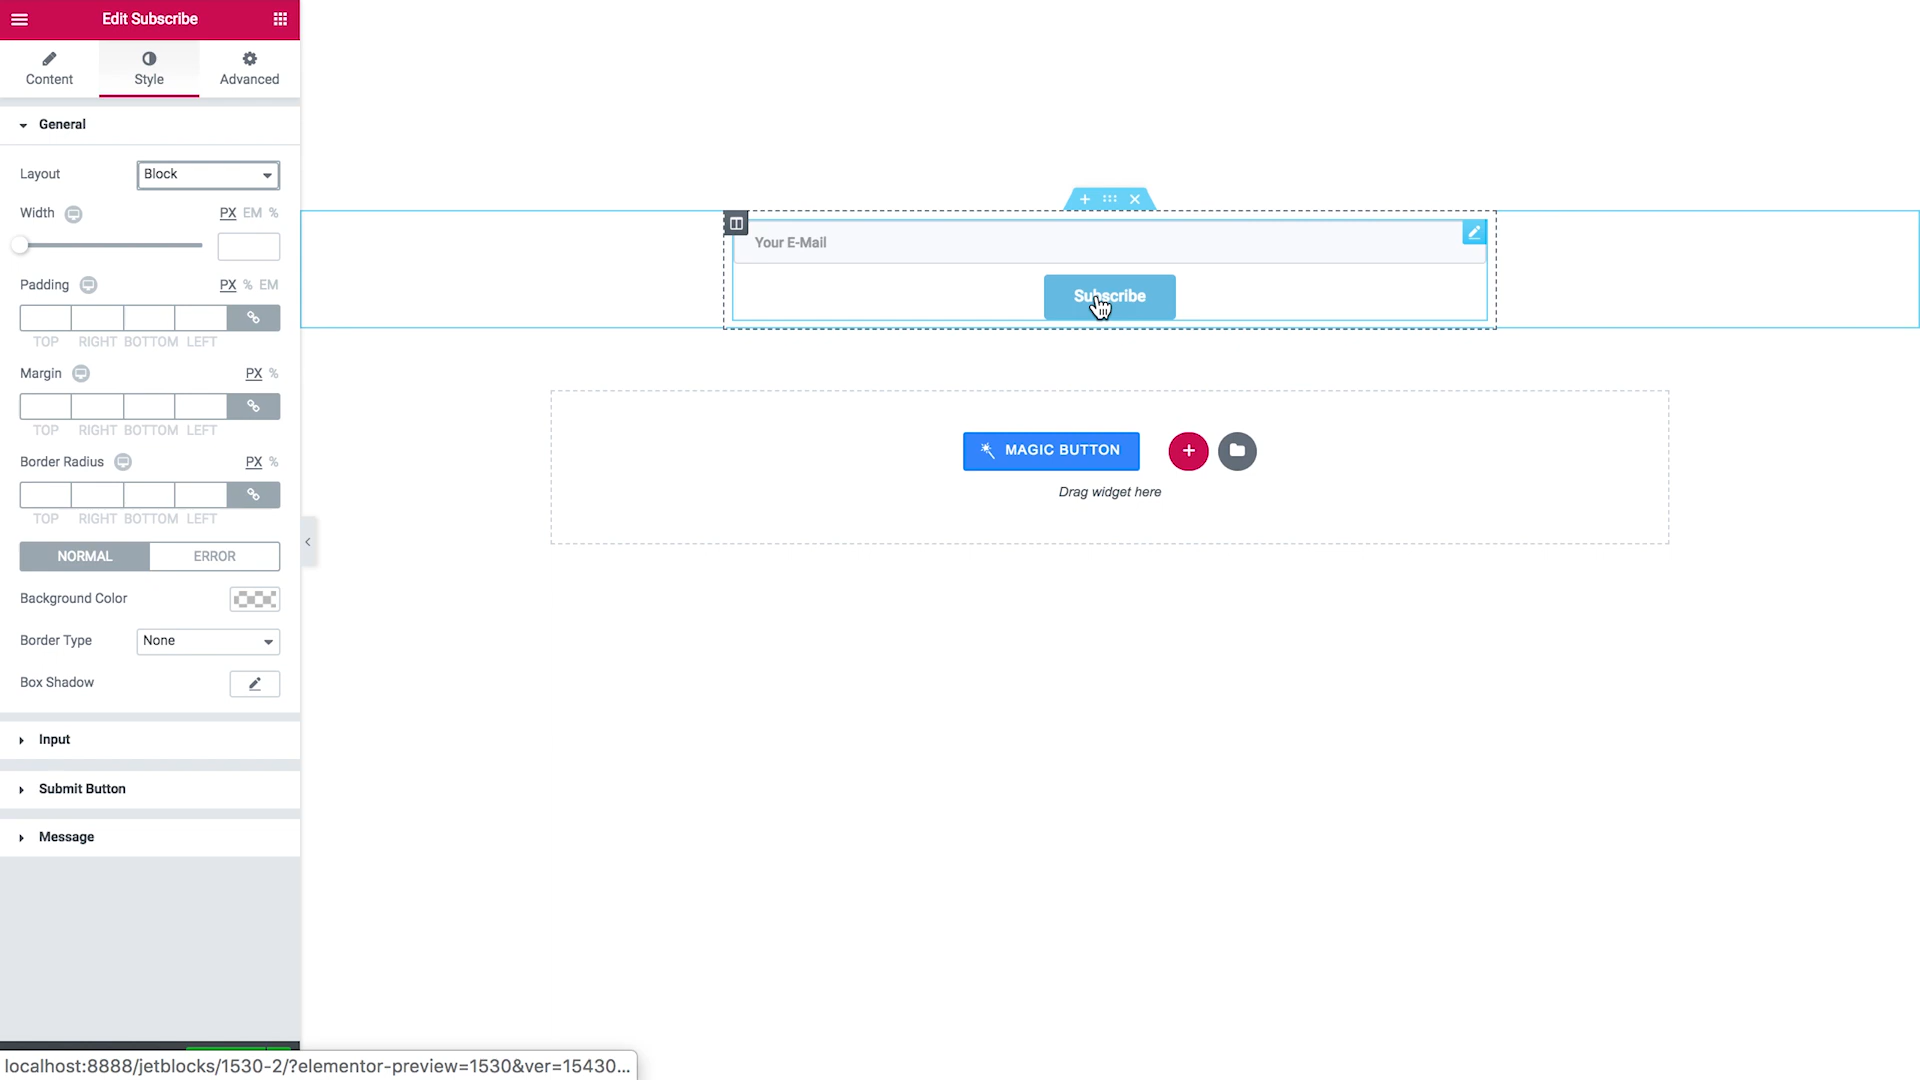 Edit Subscribe
Content Style Advanced
General
Layout Block
Width PX EM %
Padding PX % EM
TOP RIGHT BOTTOM LEFT
Margin PX %
TOP RIGHT BOTTOM LEFT
Border Radius PX %
TOP RIGHT BOTTOM LEFT
NORMAL ERROR
Background Color
Border Type None
Box Shadow
Input
Submit Button
Message
Your E-Mail
Subscribe
MAGIC BUTTON
Drag widget here
localhost:8888/jetblocks/1530-2/?elementor-preview=1530&ver=15430...